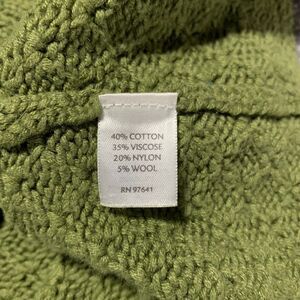 40% COTTON
35% VISCOSE
20% NYLON
5% WOOL
RN 97641